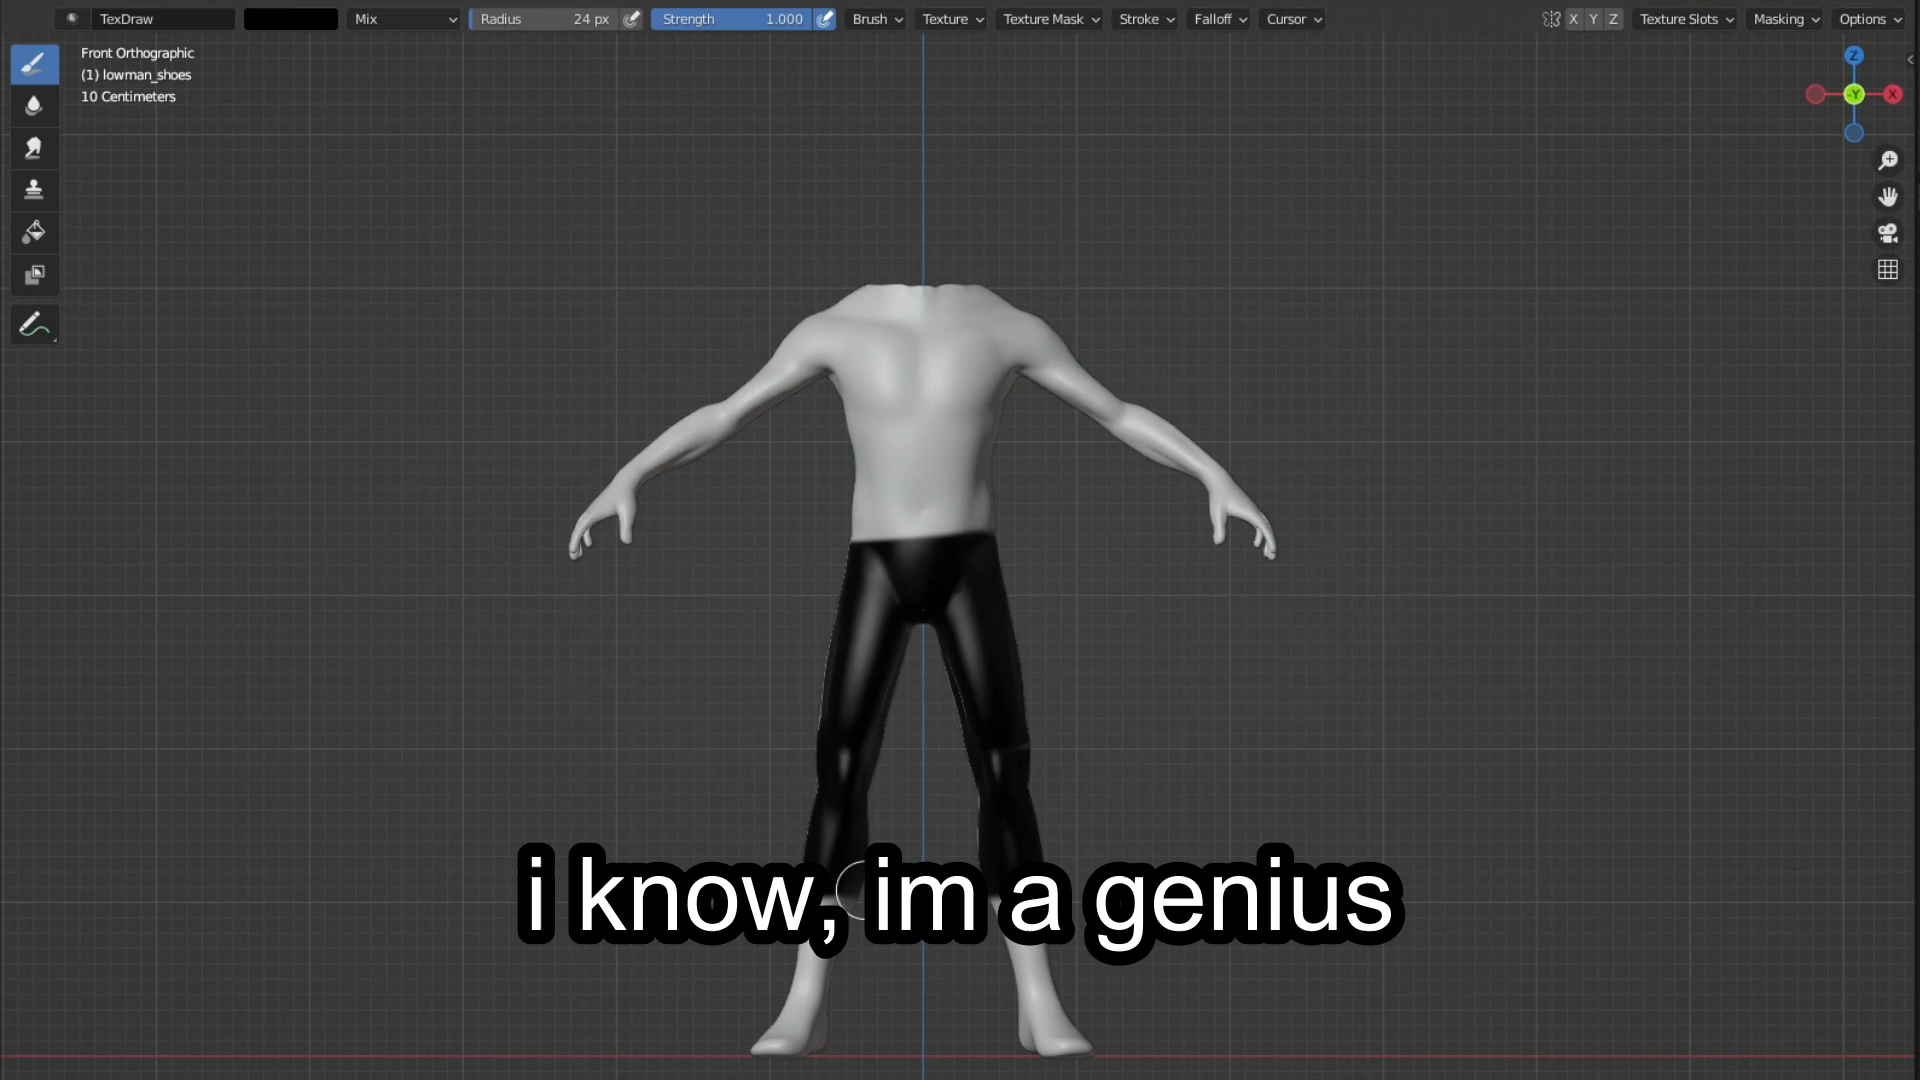 TexDraw Mix Radius 24 px Strength 1.000 Brush Texture Texture Mask Stroke Falloff Cursor X Y Z Texture Slots Masking Options
Front Orthographic
(1) lowman_shoes
10 Centimeters
Z
-Y X
i know, im a genius